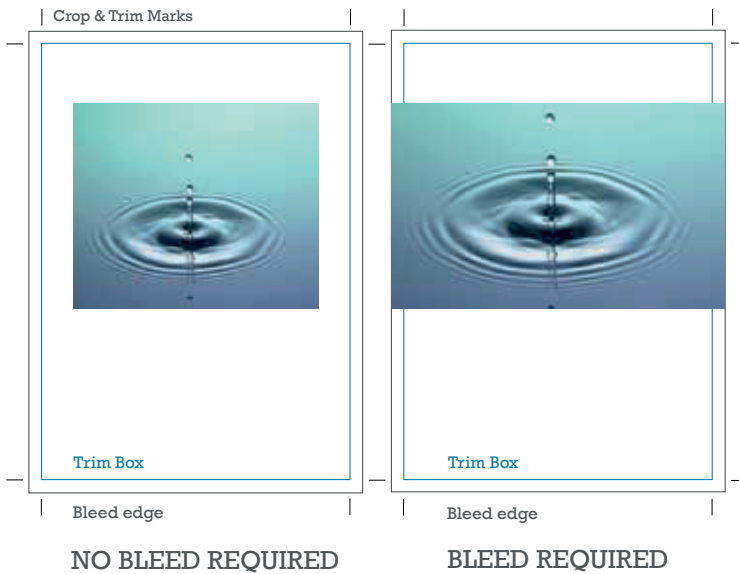 Crop & Trim Marks
Trim Box
Trim Box
Bleed edge
Bleed edge
NO BLEED REQUIRED
BLEED REQUIRED